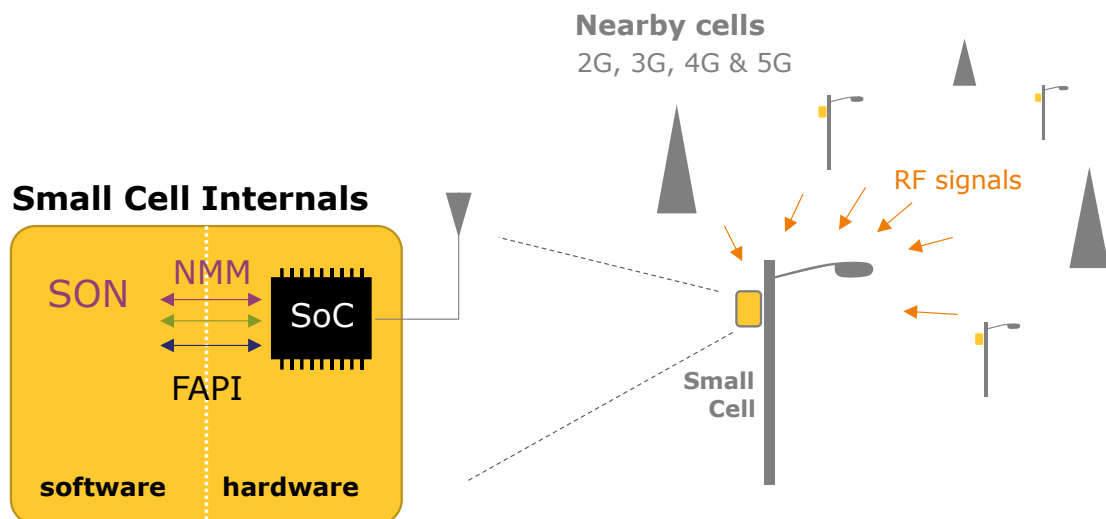 Nearby cells
2G, 3G, 4G & 5G
RF signals
Small Cell Internals
SON
NMM
SoC
FAPI
software
hardware
Small
Cell